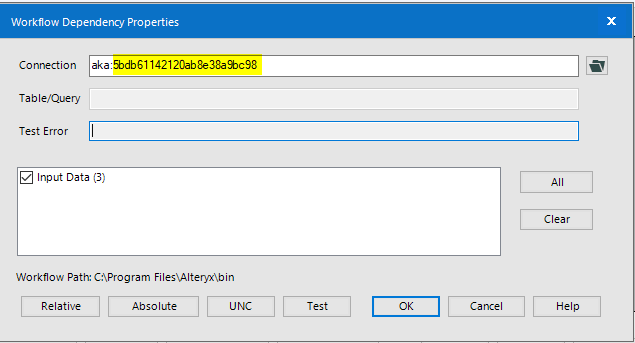 Workflow Dependency Properties x
Connection aka:5bdb61142120ab8e38a9bc98
Table/Query
Test Error
Input Data (3)
All
Clear
Workflow Path: C:\Program Files\Alteryx\bin
Relative Absolute UNC Test OK Cancel Help